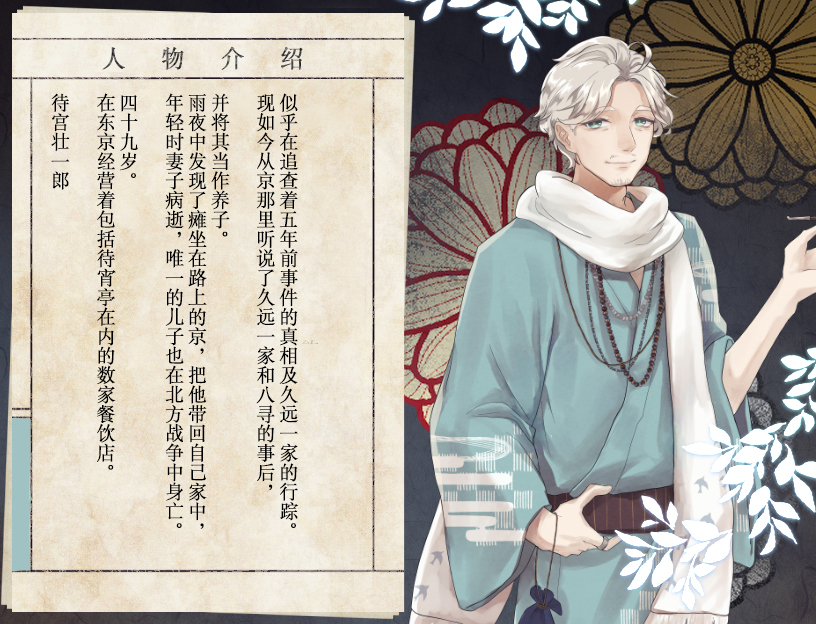 人物介绍
待宫壮一郎
在东京经营着包括待宵亭在内的数家餐饮店。
四十九岁。
年轻时妻子病逝，唯一的儿子也在北方战争中身亡。
雨夜中发现了瘫坐在路上的京，把他带回自己家中，
并将其当作养子。
现如今从京那里听说了久远一家和八寻的事后，
似乎在追查着五年前事件的真相及久远一家的行踪。